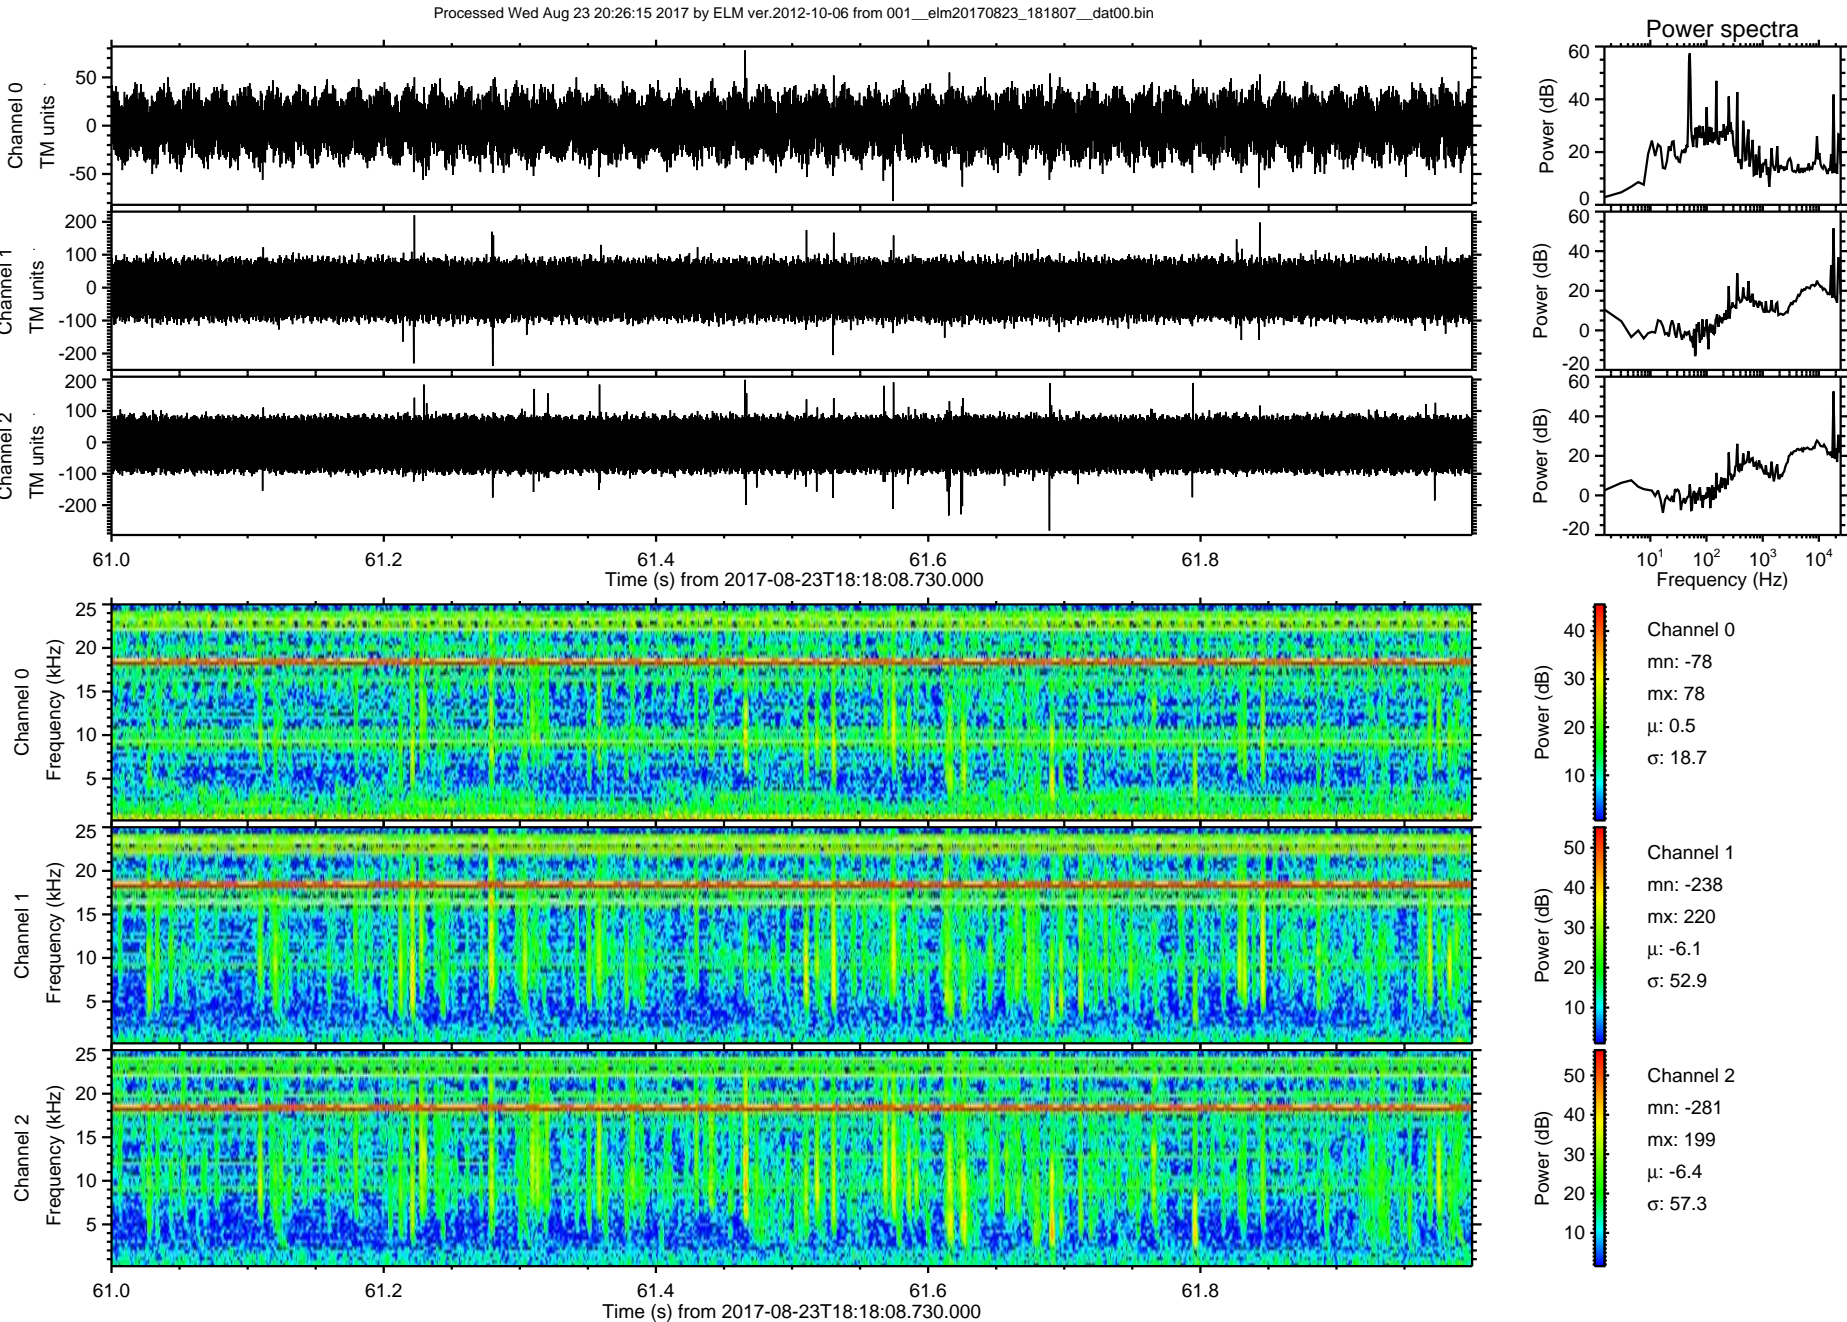 Processed Wed Aug 23 20:26:15 2017 by ELM ver.2012-10-06 from 001__elm20170823_181807__dat00.bin
Power spectra
Channel 0
TM units
50
0
-50
Power (dB)
60
40
20
0
Channel 1
TM units
200
100
0
-100
-200
Power (dB)
60
40
20
0
-20
Channel 2
TM units
200
100
0
-100
-200
Power (dB)
60
40
20
0
-20
61.0 61.2 61.4 61.6 61.8
Time (s) from 2017-08-23T18:18:08.730.000
10¹ 10² 10³ 10⁴
Frequency (Hz)
Channel 0
Frequency (kHz)
25
20
15
10
5
Power (dB)
40
30
20
10
Channel 0
mn: -78
mx: 78
μ: 0.5
σ: 18.7
Channel 1
Frequency (kHz)
25
20
15
10
5
Power (dB)
50
40
30
20
10
Channel 1
mn: -238
mx: 220
μ: -6.1
σ: 52.9
Channel 2
Frequency (kHz)
25
20
15
10
5
Power (dB)
50
40
30
20
10
Channel 2
mn: -281
mx: 199
μ: -6.4
σ: 57.3
61.0 61.2 61.4 61.6 61.8
Time (s) from 2017-08-23T18:18:08.730.000